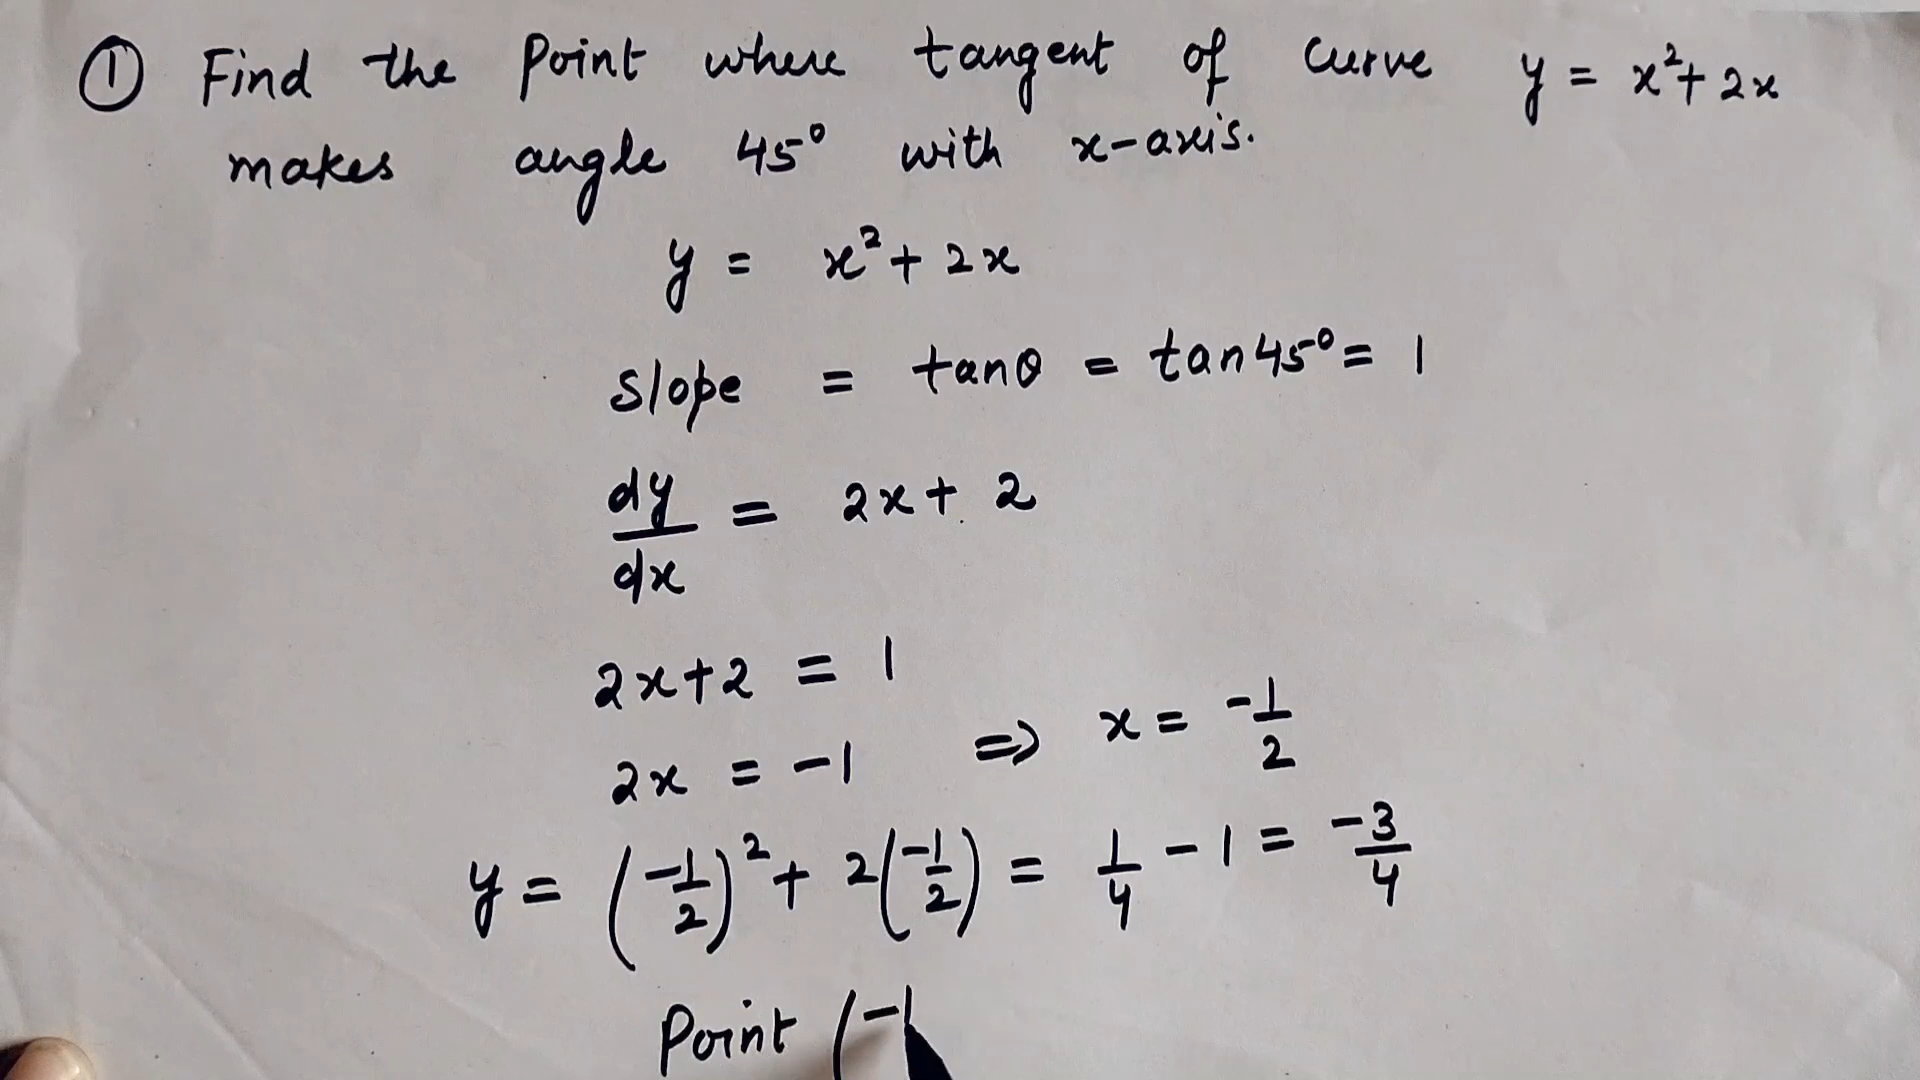 ① Find the Point where tangent of curve y = x²+ 2x
makes angle 45° with x-axis.
y = x²+ 2x
slope = tanθ = tan45° = 1
dy/dx = 2x + 2
2x+2 = 1
2x = -1 ⇒ x = -1/2
y = (-1/2)² + 2(-1/2) = 1/4 - 1 = -3/4
Point (-1